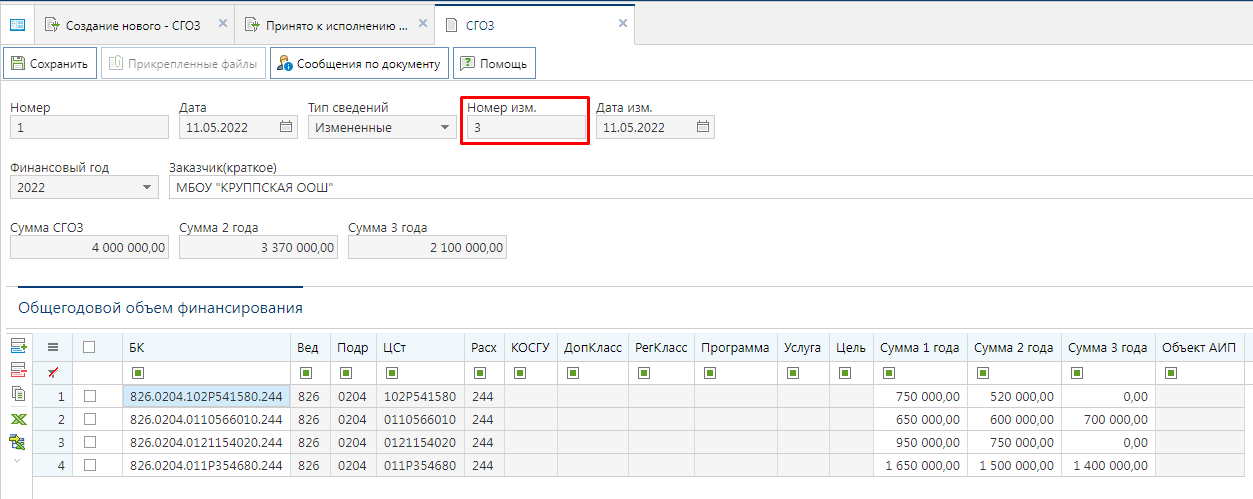 Создание нового - СГОЗ Принято к исполнению ... СГОЗ
Сохранить Прикрепленные файлы Сообщения по документу Помощь
Номер Дата Тип сведений Номер изм. Дата изм.
1 11.05.2022 Измененные 3 11.05.2022
Финансовый год Заказчик(краткое)
2022 МБОУ "КРУППСКАЯ ООШ"
Сумма СГОЗ Сумма 2 года Сумма 3 года
4 000 000,00 3 370 000,00 2 100 000,00
Общегодовой объем финансирования
БК Вед Подр ЦСт Расх КОСГУ ДопКласс РегКласс Программа Услуга Цель Сумма 1 года Сумма 2 года Сумма 3 года Объект АИП
1 826.0204.102P541580.244 826 0204 102P541580 244 750 000,00 520 000,00 0,00
2 826.0204.0110566010.244 826 0204 0110566010 244 650 000,00 600 000,00 700 000,00
3 826.0204.0121154020.244 826 0204 0121154020 244 950 000,00 750 000,00 0,00
4 826.0204.011P354680.244 826 0204 011P354680 244 1 650 000,00 1 500 000,00 1 400 000,00